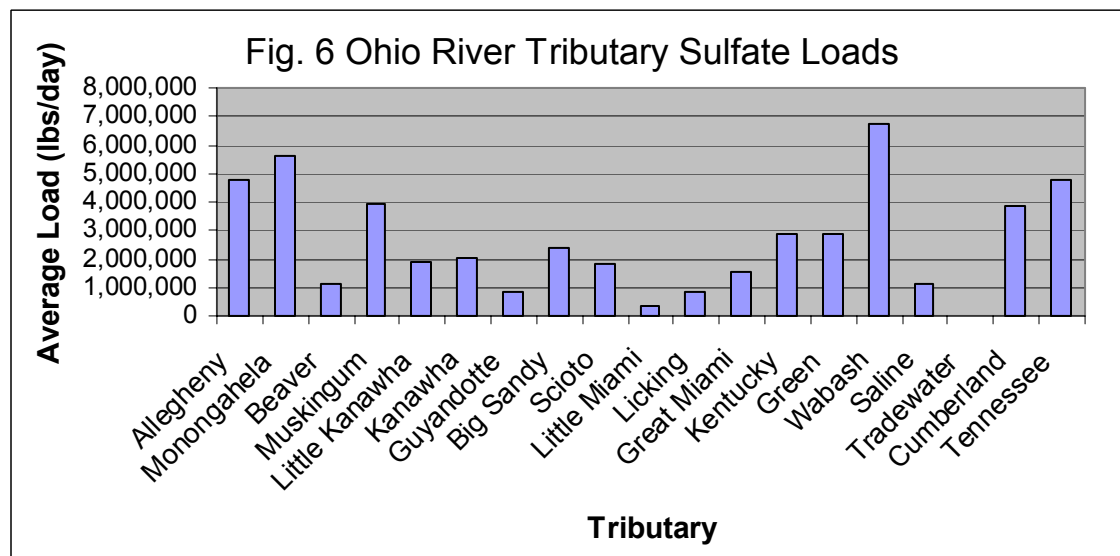 Fig. 6 Ohio River Tributary Sulfate Loads
Average Load (lbs/day)
8,000,000
7,000,000
6,000,000
5,000,000
4,000,000
3,000,000
2,000,000
1,000,000
0
Allegheny
Monongahela
Beaver
Muskingum
Little Kanawha
Kanawha
Guyandotte
Big Sandy
Scioto
Little Miami
Licking
Great Miami
Kentucky
Green
Wabash
Saline
Tradewater
Cumberland
Tennessee
Tributary